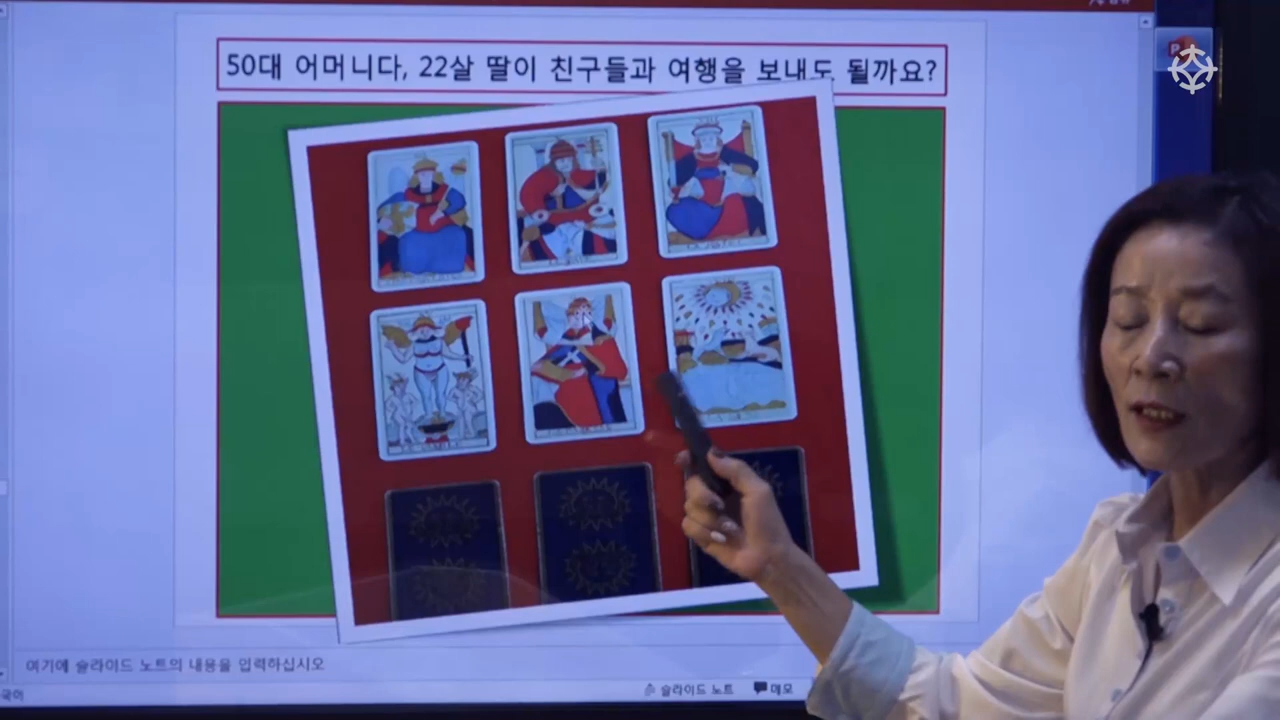 50대 어머니다, 22살 딸이 친구들과 여행을 보내도 될까요?
여기에 슬라이드 노트의 내용을 입력하십시오
국어
슬라이드 노트
메모